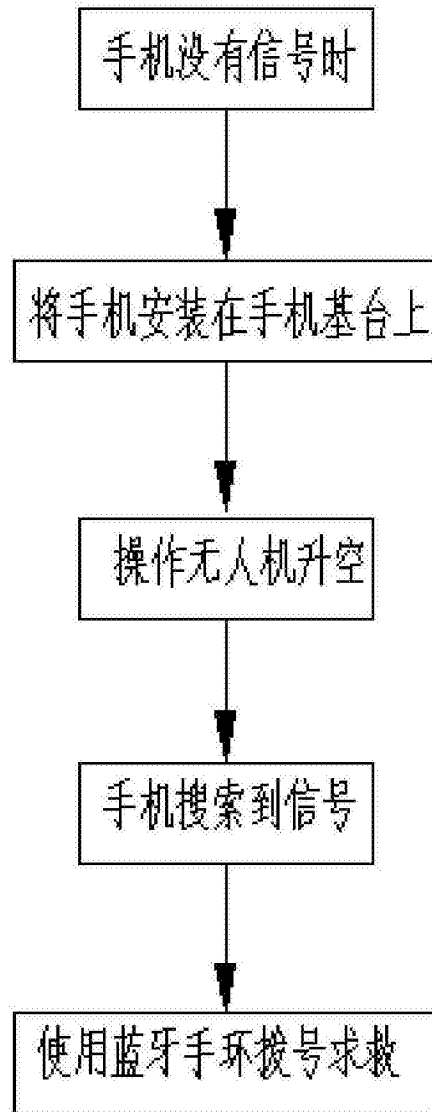 手机没有信号时
将手机安装在手机基台上
操作无人机升空
手机搜索到信号
使用蓝牙手环拨号求救